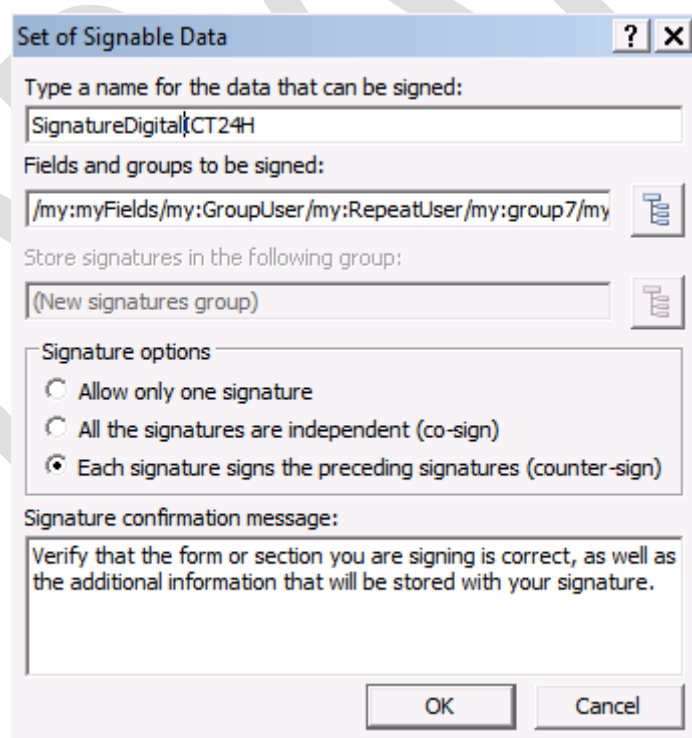 Set of Signable Data
Type a name for the data that can be signed:
SignatureDigitalICT24H
Fields and groups to be signed:
/my:myFields/my:GroupUser/my:RepeatUser/my:group7/my
Store signatures in the following group:
(New signatures group)
Signature options
Allow only one signature
All the signatures are independent (co-sign)
Each signature signs the preceding signatures (counter-sign)
Signature confirmation message:
Verify that the form or section you are signing is correct, as well as
the additional information that will be stored with your signature.
OK Cancel